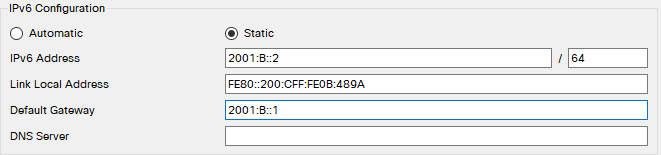 IPv6 Configuration
Automatic Static
IPv6 Address 2001:B::2 / 64
Link Local Address FE80::200:CFF:FE0B:489A
Default Gateway 2001:B::1
DNS Server